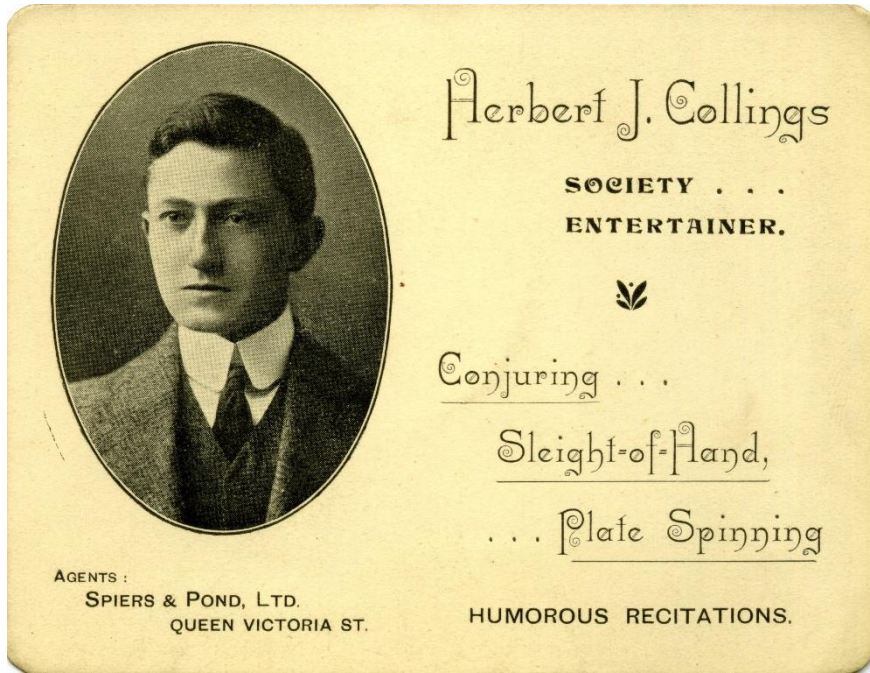 Herbert J. Collings
SOCIETY . . .
ENTERTAINER.
Conjuring . . .
Sleight-of-Hand,
. . . Plate Spinning
HUMOROUS RECITATIONS.
AGENTS :
SPIERS & POND, LTD.
QUEEN VICTORIA ST.